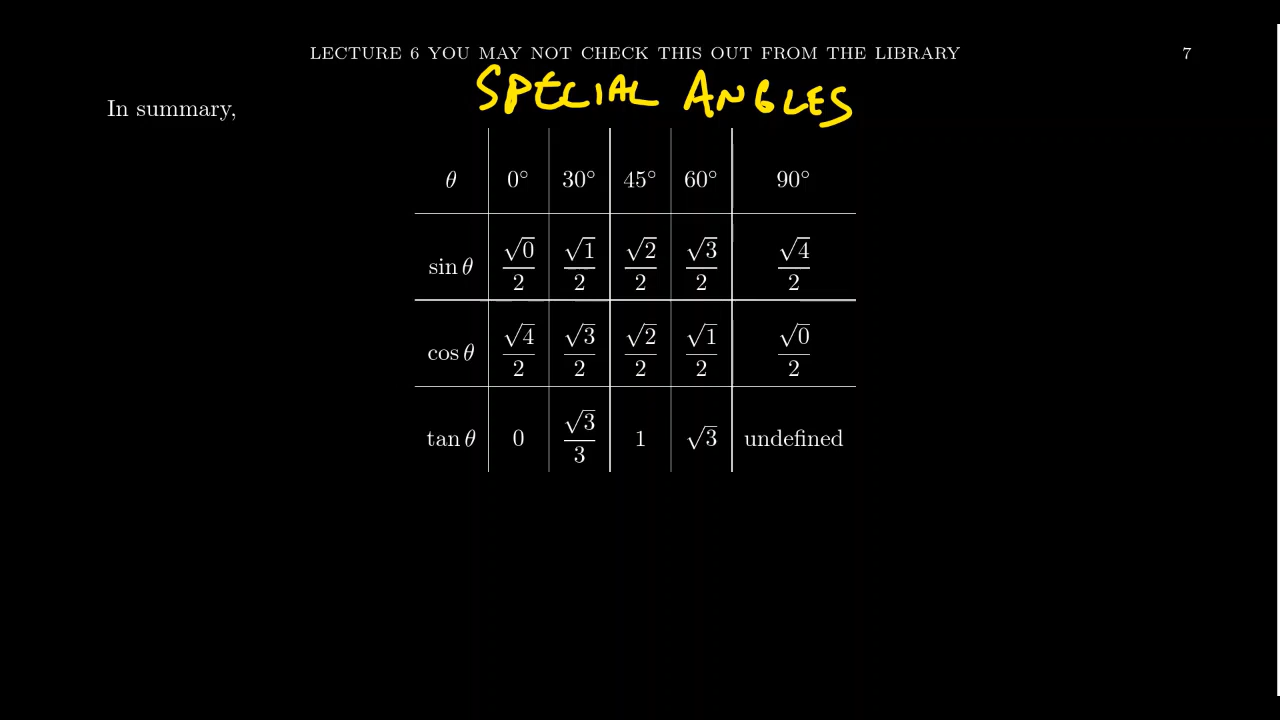 LECTURE 6 YOU MAY NOT CHECK THIS OUT FROM THE LIBRARY 7
SPECIAL ANGLES
In summary,
θ 0° 30° 45° 60° 90°
sin θ √0/2 √1/2 √2/2 √3/2 √4/2
cos θ √4/2 √3/2 √2/2 √1/2 √0/2
tan θ 0 √3/3 1 √3 undefined